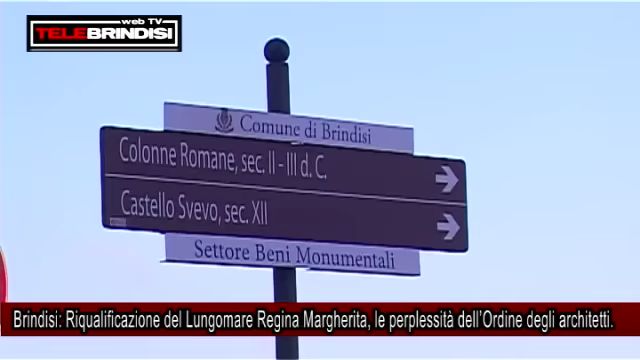 web TV
TELEBRINDISI
Comune di Brindisi
Colonne Romane, sec. II - III d. C.
Castello Svevo, sec. XII
Settore Beni Monumentali
Brindisi: Riqualificazione del Lungomare Regina Margherita, le perplessità dell'Ordine degli architetti.